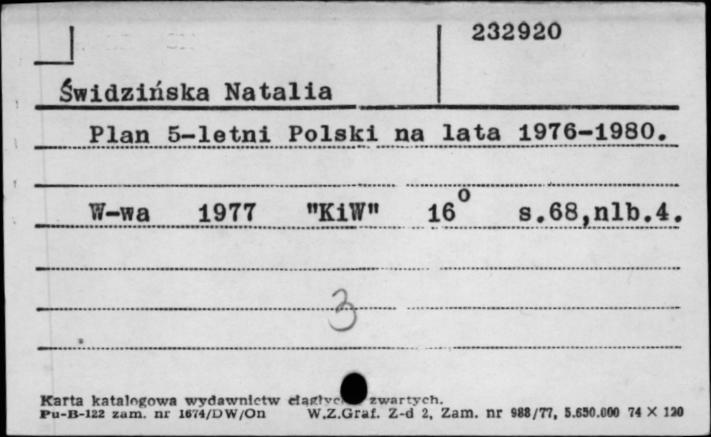 232920
Świdzińska Natalia
Plan 5-letni Polski na lata 1976-1980.
W-wa 1977 "KiW" 16° s.68,nlb.4.
3
Karta katalogowa wydawnictw zwartych.
Pu-B-122 zam. nr 1674/DW/On W.Z.Graf. Z-d 2, Zam. nr 988/77, 5.650.000 74 × 120